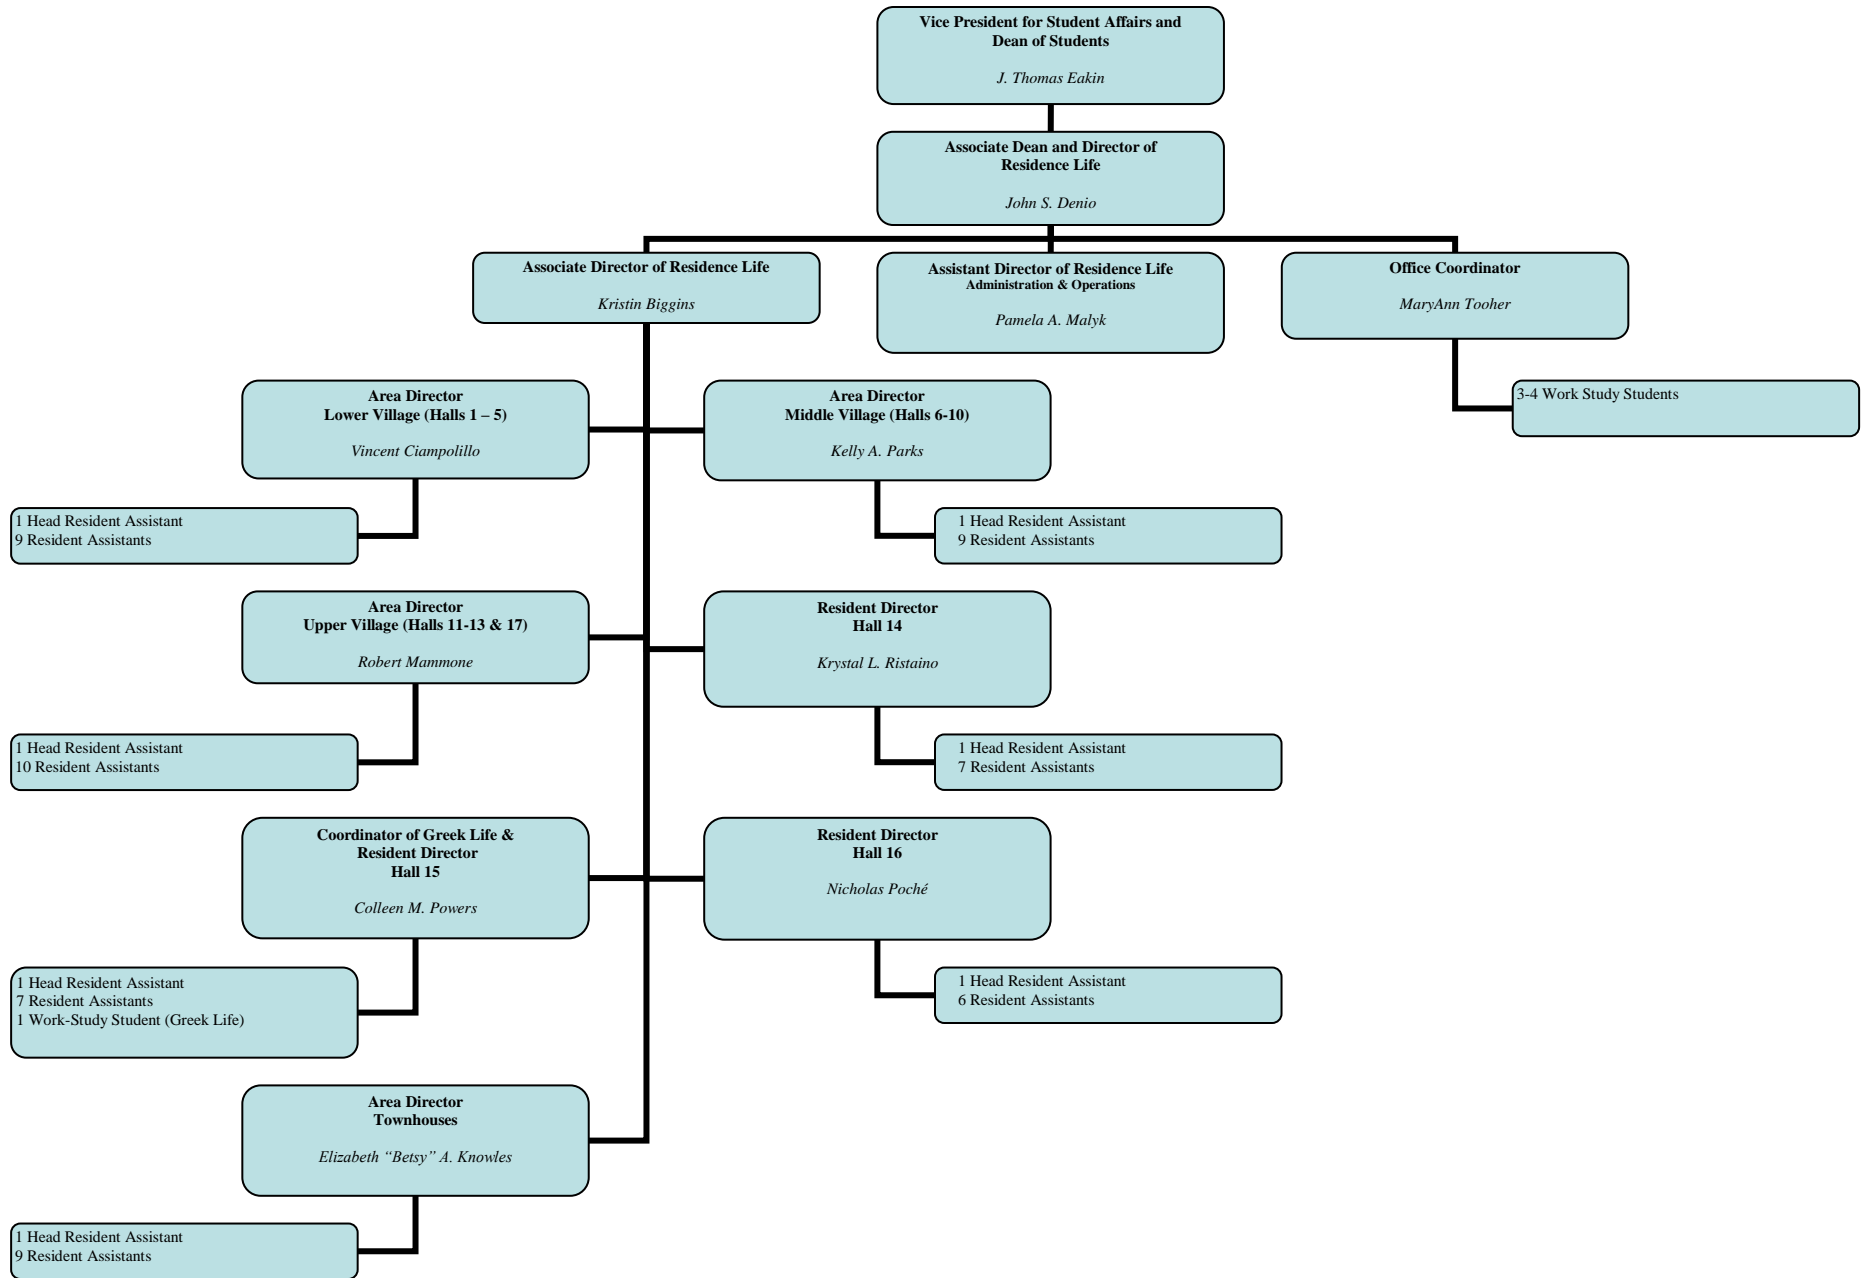 Vice President for Student Affairs and
Dean of Students
J. Thomas Eakin
Associate Dean and Director of
Residence Life
John S. Denio
Associate Director of Residence Life
Kristin Biggins
Assistant Director of Residence Life
Administration & Operations
Pamela A. Malyk
Office Coordinator
MaryAnn Tooher
3-4 Work Study Students
Area Director
Lower Village (Halls 1 – 5)
Vincent Ciampolillo
Area Director
Middle Village (Halls 6-10)
Kelly A. Parks
1 Head Resident Assistant
9 Resident Assistants
1 Head Resident Assistant
9 Resident Assistants
Area Director
Upper Village (Halls 11-13 & 17)
Robert Mammone
Resident Director
Hall 14
Krystal L. Ristaino
1 Head Resident Assistant
10 Resident Assistants
1 Head Resident Assistant
7 Resident Assistants
Coordinator of Greek Life &
Resident Director
Hall 15
Colleen M. Powers
Resident Director
Hall 16
Nicholas Poché
1 Head Resident Assistant
7 Resident Assistants
1 Work-Study Student (Greek Life)
1 Head Resident Assistant
6 Resident Assistants
Area Director
Townhouses
Elizabeth “Betsy” A. Knowles
1 Head Resident Assistant
9 Resident Assistants